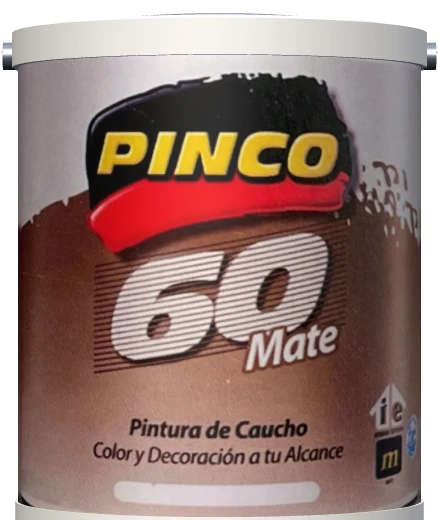 PINCO
60
Mate
Pintura de Caucho
Color y Decoración a tu Alcance
i e
m